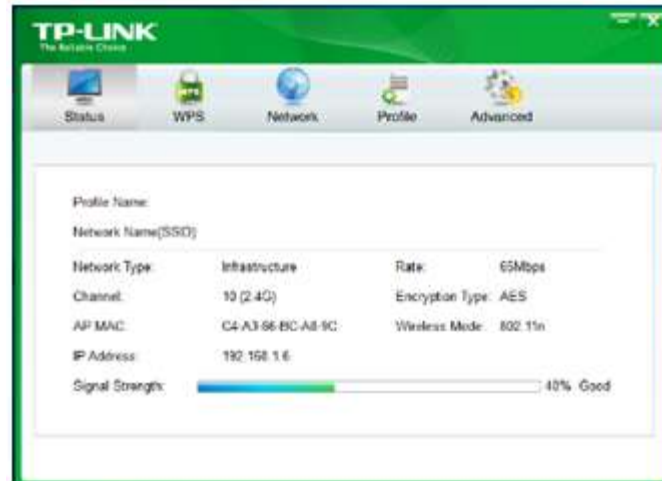 TP-LINK
The Reliable Choice
Status WPS Network Profile Advanced
Profile Name:
Network Name(SSID)
Network Type: Infrastructure Rate: 65Mbps
Channel: 10 (2.4G) Encryption Type: AES
AP MAC: C4-A3-66-BC-A8-9C Wireless Mode: 802.11n
IP Address: 192.168.1.6
Signal Strength: 40% Good